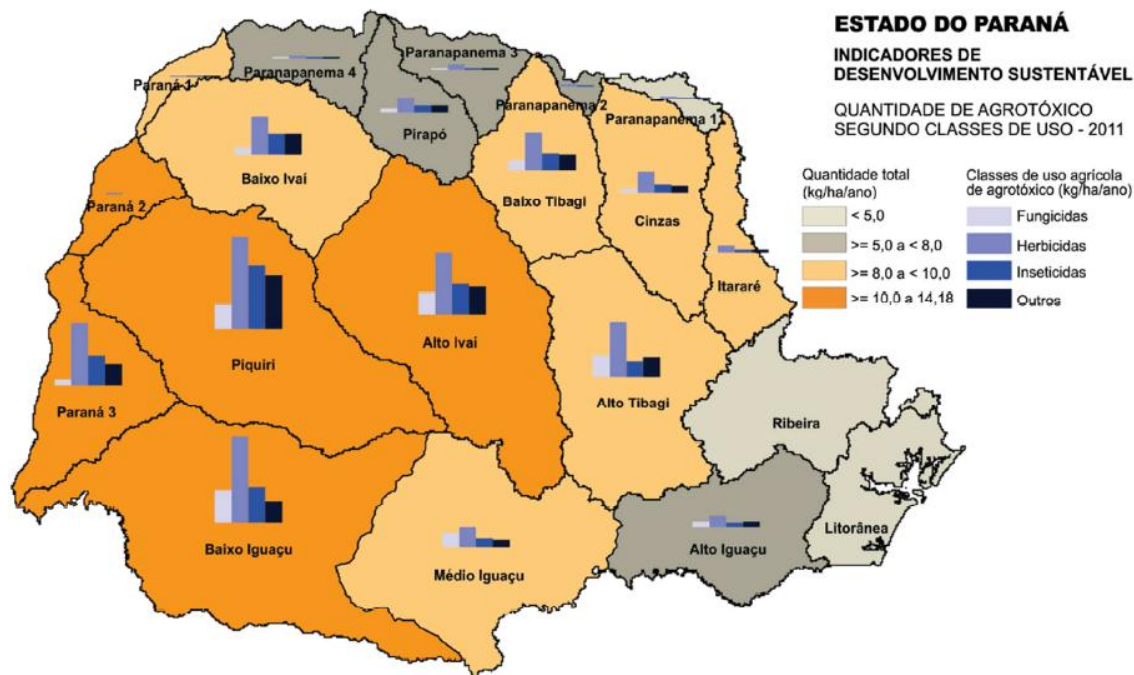 ESTADO DO PARANÁ
INDICADORES DE
DESENVOLVIMENTO SUSTENTÁVEL
QUANTIDADE DE AGROTÓXICO
SEGUNDO CLASSES DE USO - 2011
Quantidade total
(kg/ha/ano)
< 5,0
>= 5,0 a < 8,0
>= 8,0 a < 10,0
>= 10,0 a 14,18
Classes de uso agrícola
de agrotóxico (kg/ha/ano)
Fungicidas
Herbicidas
Inseticidas
Outros
Paranapanema 3
Paranapanema 4
Paraná 1
Paranapanema 2
Paranapanema 1
Pirapó
Baixo Ivaí
Baixo Tibagi
Cinzas
Paraná 2
Itararé
Alto Ivaí
Piquiri
Alto Tibagi
Paraná 3
Ribeira
Litorânea
Baixo Iguaçu
Médio Iguaçu
Alto Iguaçu